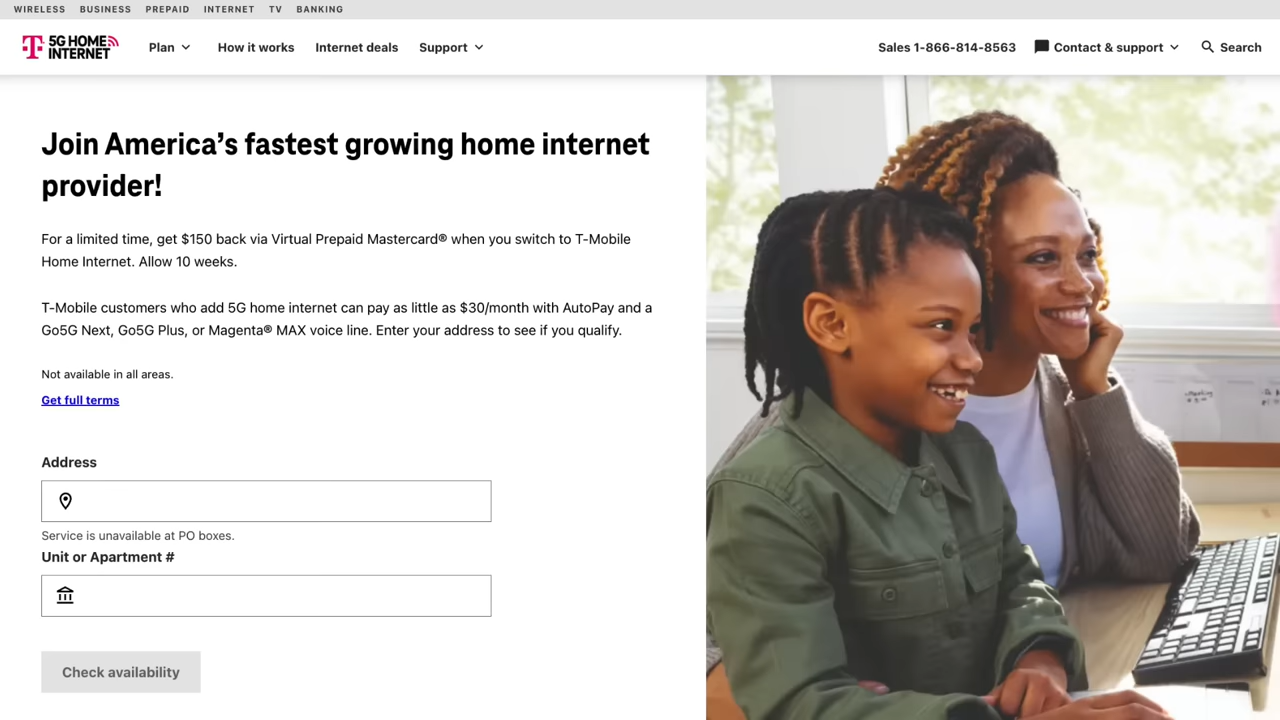 WIRELESS BUSINESS PREPAID INTERNET TV BANKING
T 5G HOME
INTERNET
Plan How it works Internet deals Support Sales 1-866-814-8563 Contact & support Search
Join America’s fastest growing home internet
provider!
For a limited time, get $150 back via Virtual Prepaid Mastercard® when you switch to T-Mobile
Home Internet. Allow 10 weeks.
T-Mobile customers who add 5G home internet can pay as little as $30/month with AutoPay and a
Go5G Next, Go5G Plus, or Magenta® MAX voice line. Enter your address to see if you qualify.
Not available in all areas.
Get full terms
Address
Service is unavailable at PO boxes.
Unit or Apartment #
Check availability